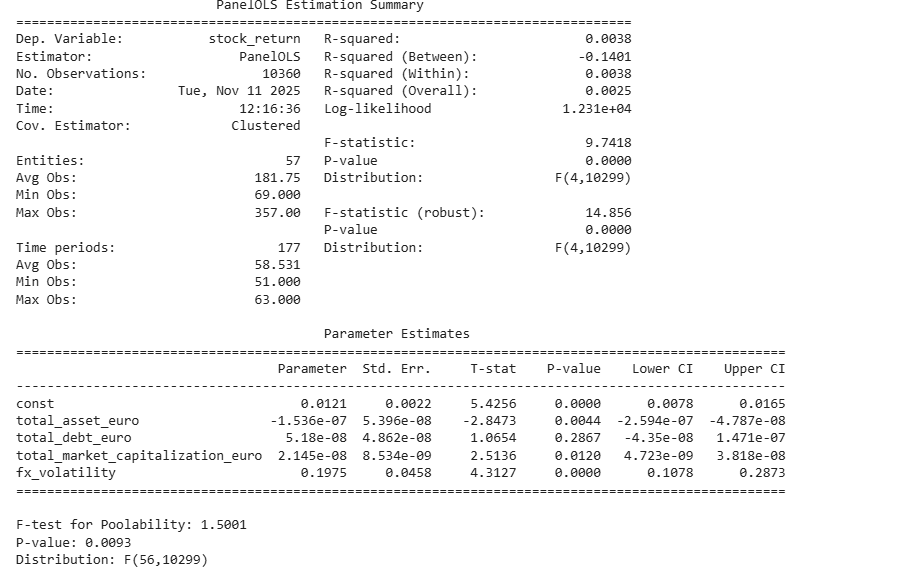 PanelOLS Estimation Summary
================================================================================
Dep. Variable: stock_return R-squared: 0.0038
Estimator: PanelOLS R-squared (Between): -0.1401
No. Observations: 10360 R-squared (Within): 0.0038
Date: Tue, Nov 11 2025 R-squared (Overall): 0.0025
Time: 12:16:36 Log-likelihood 1.231e+04
Cov. Estimator: Clustered
F-statistic: 9.7418
Entities: 57 P-value 0.0000
Avg Obs: 181.75 Distribution: F(4,10299)
Min Obs: 69.000
Max Obs: 357.00 F-statistic (robust): 14.856
P-value 0.0000
Time periods: 177 Distribution: F(4,10299)
Avg Obs: 58.531
Min Obs: 51.000
Max Obs: 63.000
Parameter Estimates
====================================================================================================
Parameter Std. Err. T-stat P-value Lower CI Upper CI
----------------------------------------------------------------------------------------------------
const 0.0121 0.0022 5.4256 0.0000 0.0078 0.0165
total_asset_euro -1.536e-07 5.396e-08 -2.8473 0.0044 -2.594e-07 -4.787e-08
total_debt_euro 5.18e-08 4.862e-08 1.0654 0.2867 -4.35e-08 1.471e-07
total_market_capitalization_euro 2.145e-08 8.534e-09 2.5136 0.0120 4.723e-09 3.818e-08
fx_volatility 0.1975 0.0458 4.3127 0.0000 0.1078 0.2873
====================================================================================================
F-test for Poolability: 1.5001
P-value: 0.0093
Distribution: F(56,10299)